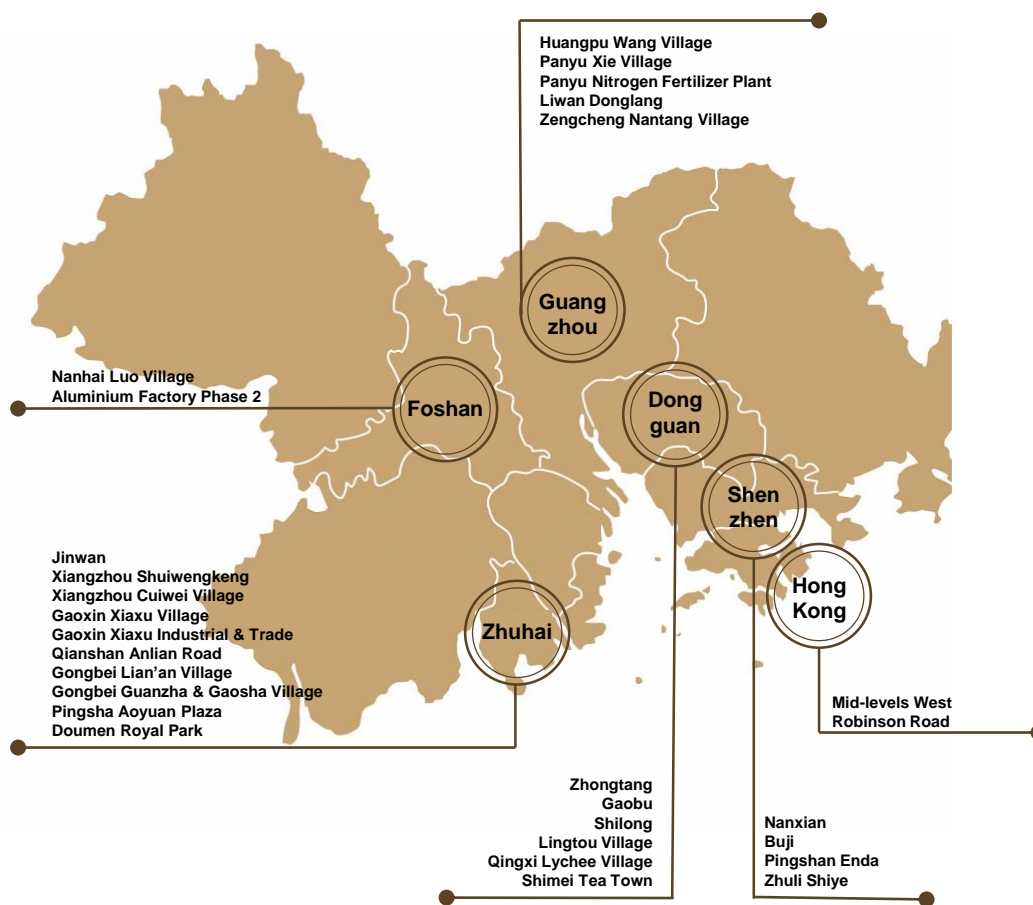 Huangpu Wang Village
Panyu Xie Village
Panyu Nitrogen Fertilizer Plant
Liwan Donglang
Zengcheng Nantang Village
Guang
zhou
Nanhai Luo Village
Aluminium Factory Phase 2
Foshan
Dong
guan
Shen
zhen
Hong
Kong
Jinwan
Xiangzhou Shuiwengkeng
Xiangzhou Cuiwei Village
Gaoxin Xiaxu Village
Gaoxin Xiaxu Industrial & Trade
Qianshan Anlian Road
Gongbei Lian’an Village
Gongbei Guanzha & Gaosha Village
Pingsha Aoyuan Plaza
Doumen Royal Park
Zhuhai
Mid-levels West
Robinson Road
Zhongtang
Gaobu
Shilong
Lingtou Village
Qingxi Lychee Village
Shimei Tea Town
Nanxian
Buji
Pingshan Enda
Zhuli Shiye